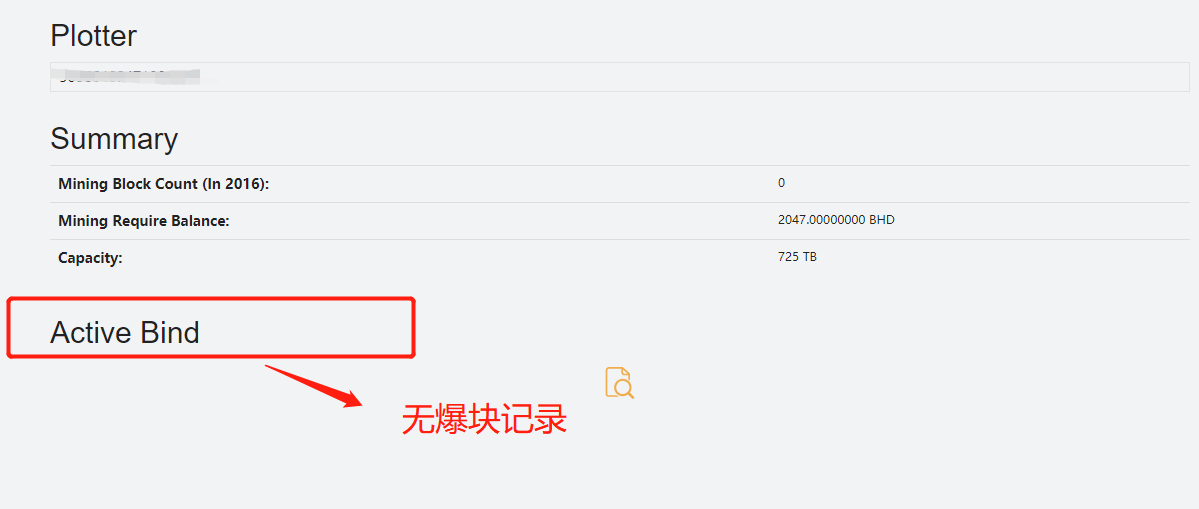 Plotter
Summary
Mining Block Count (In 2016): 0
Mining Require Balance: 2047.00000000 BHD
Capacity: 725 TB
Active Bind
无爆块记录